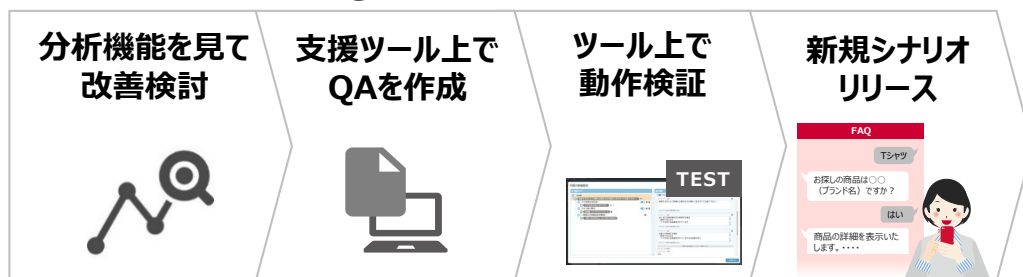 分析機能を見て
改善検討
支援ツール上で
QAを作成
ツール上で
動作検証
TEST
新規シナリオ
リリース
FAQ
Tシャツ
お探しの商品は○○
（ブランド名）ですか？
はい
商品の詳細を表示いた
します。・・・・